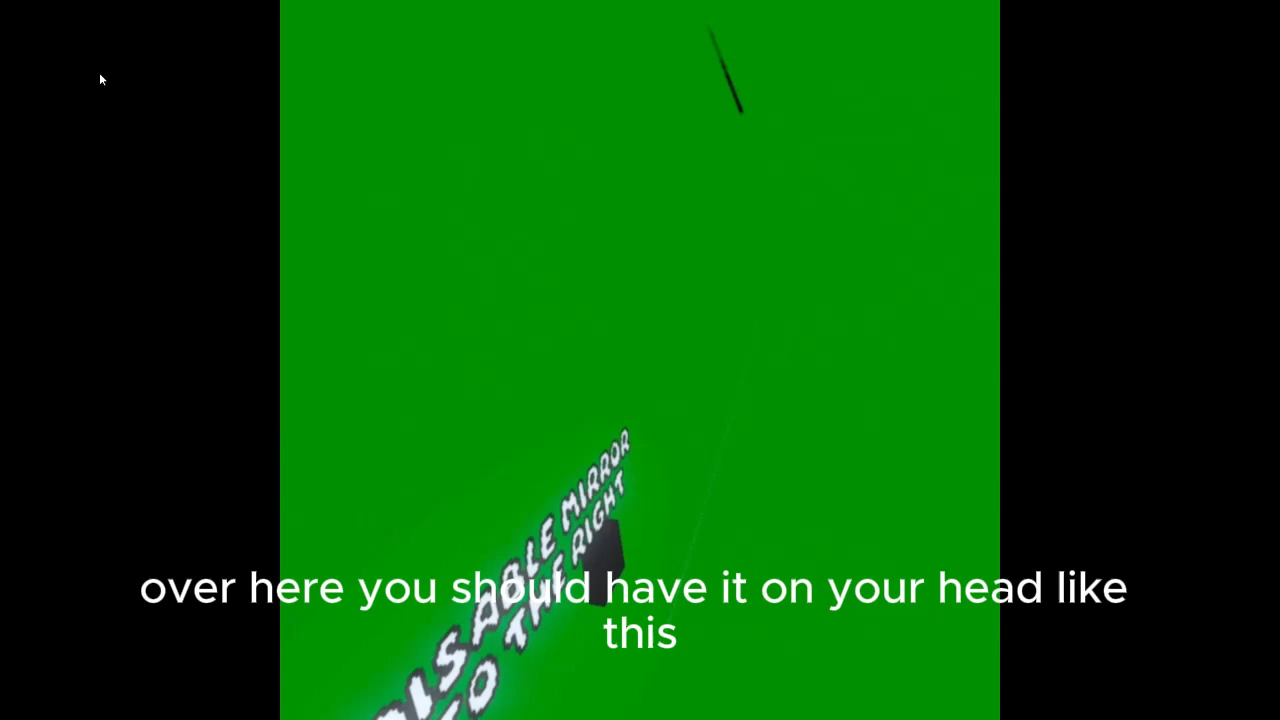 DISABLE MIRROR
TO THE RIGHT
over here you should have it on your head like
this